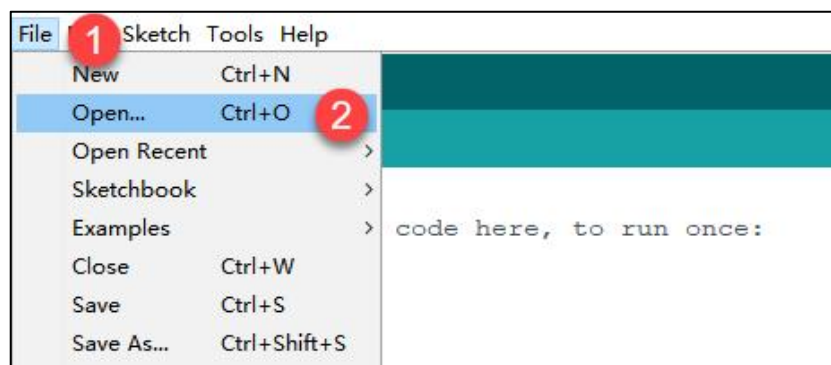 File Sketch Tools Help
1
New Ctrl+N
Open... Ctrl+O 2
Open Recent >
Sketchbook >
Examples > code here, to run once:
Close Ctrl+W
Save Ctrl+S
Save As... Ctrl+Shift+S